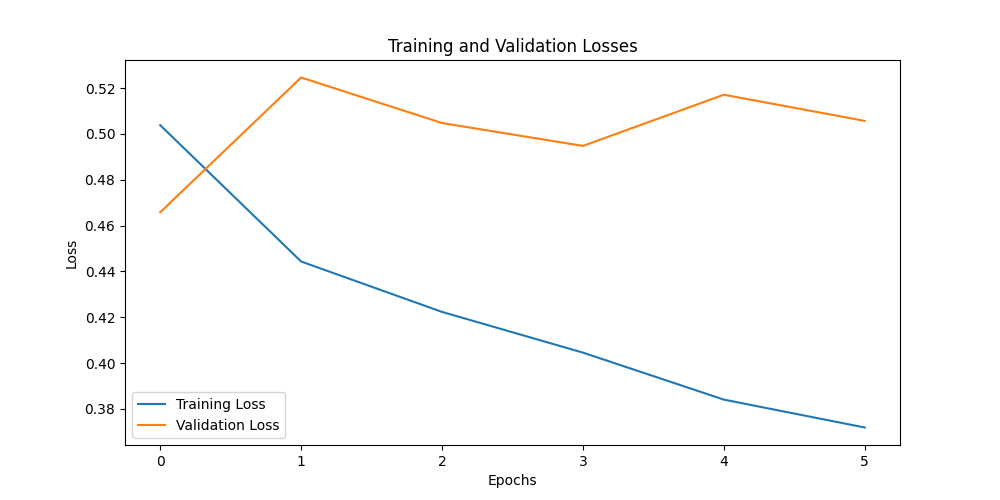 Training and Validation Losses
0.52
0.50
0.48
0.46
0.44
0.42
0.40
0.38
Loss
Training Loss
Validation Loss
0 1 2 3 4 5
Epochs